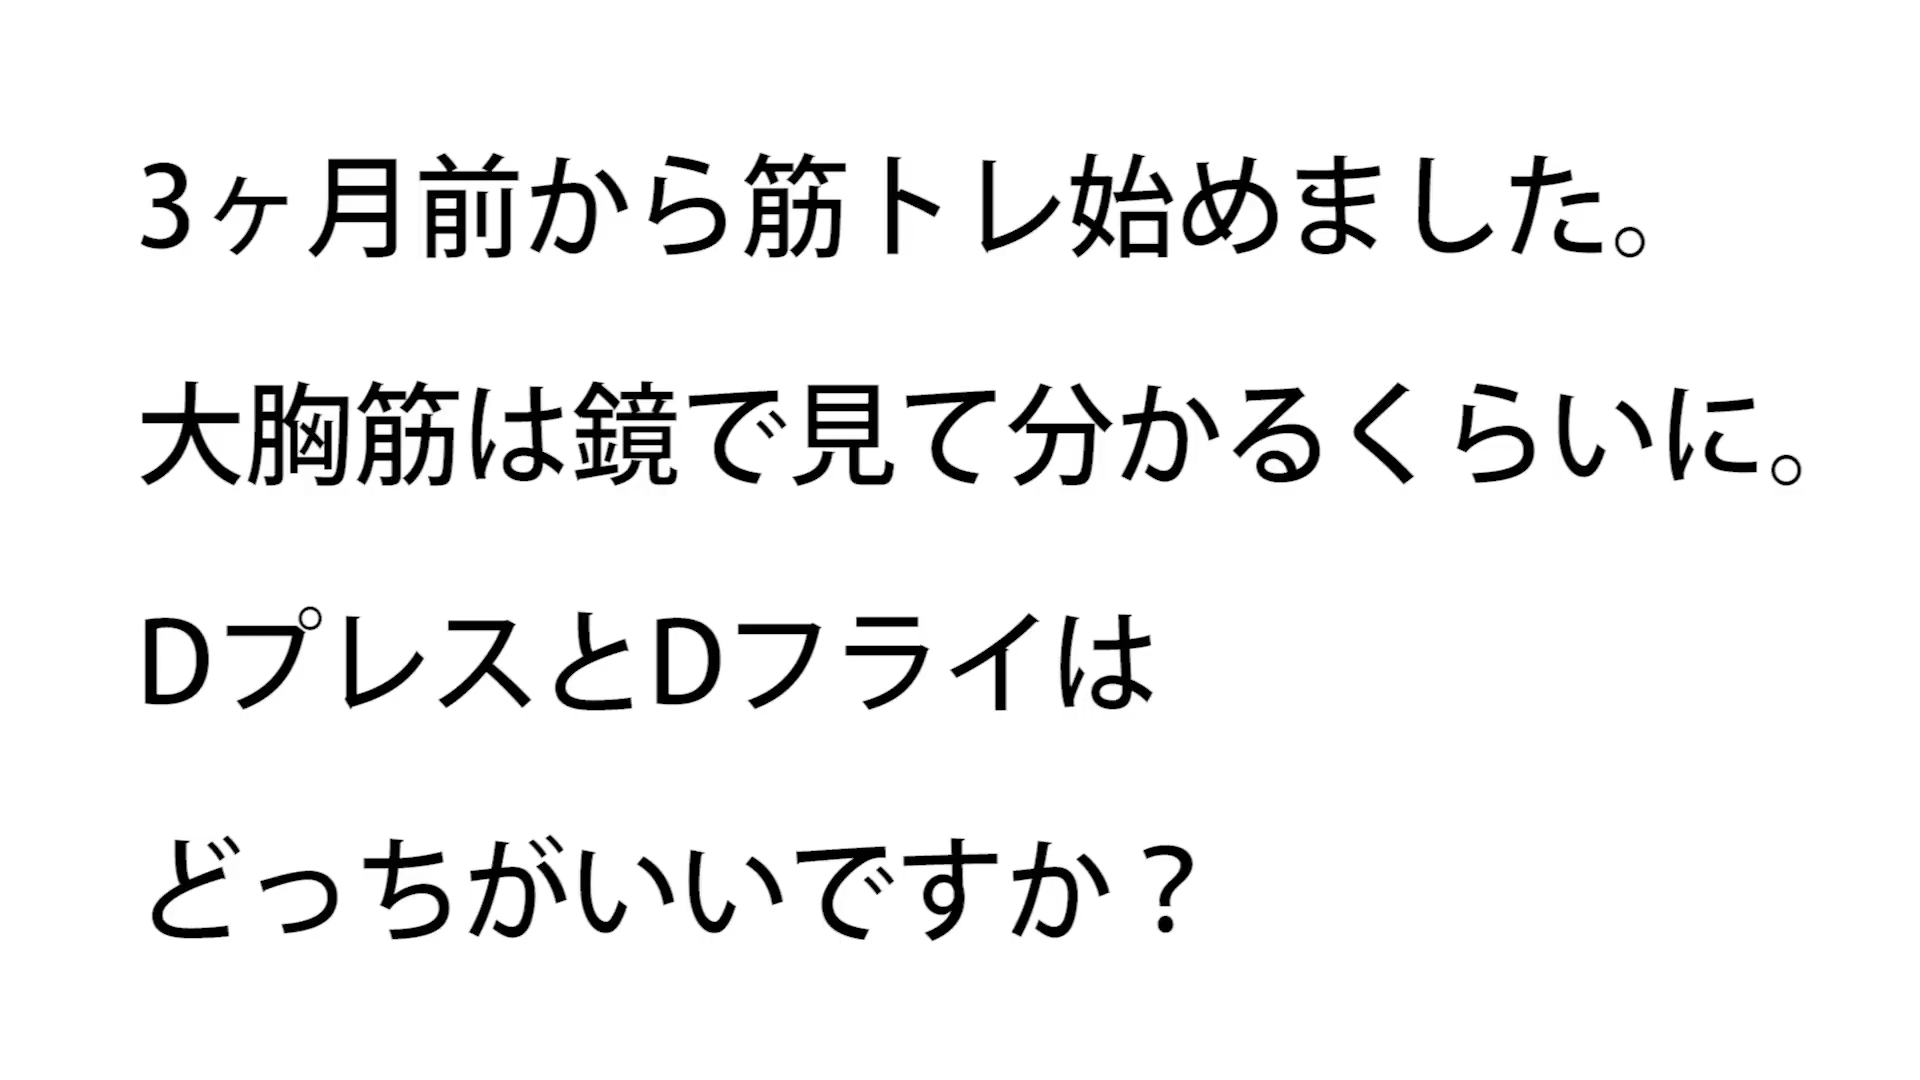 3ヶ月前から筋トレ始めました。
大胸筋は鏡で見て分かるくらいに。
DプレスとDフライは
どっちがいいですか？